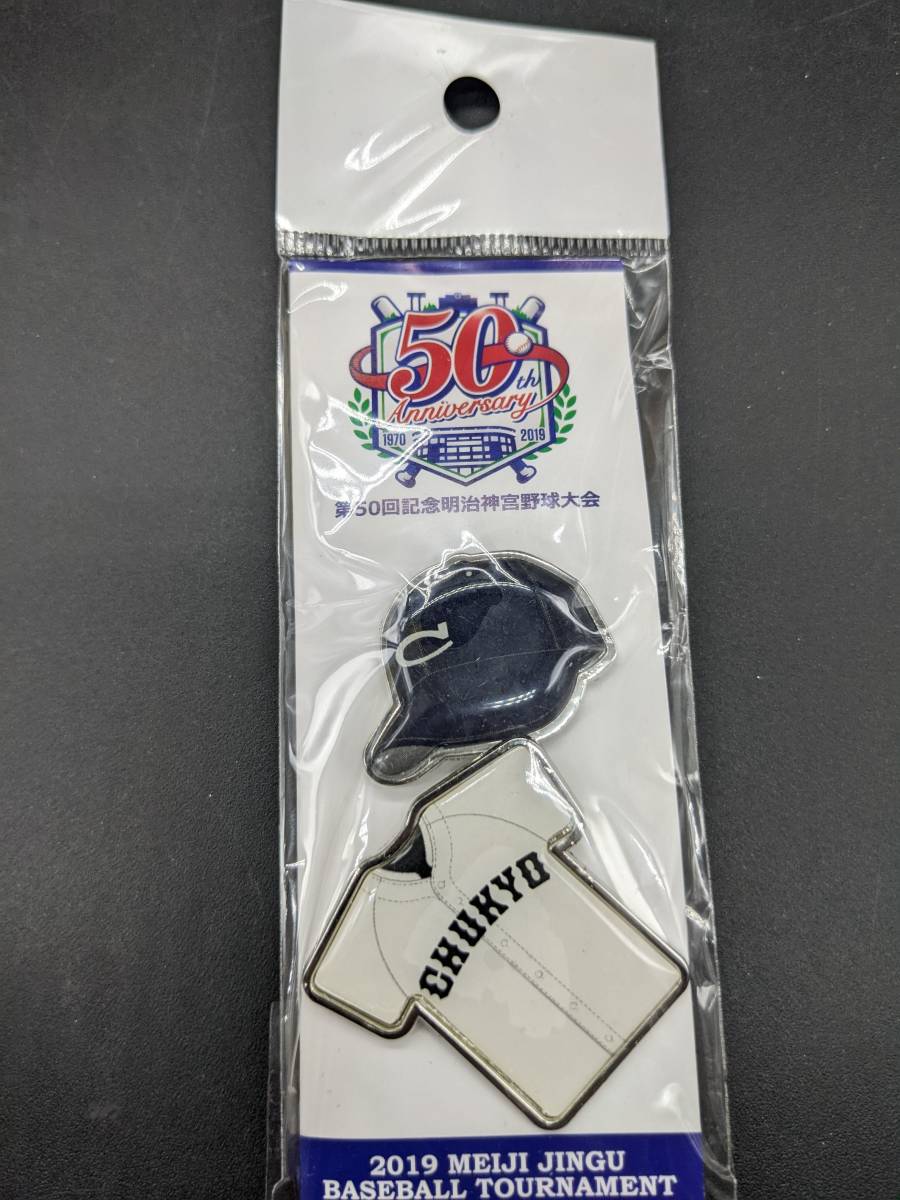 50th
Anniversary
1970 2019
第50回記念明治神宮野球大会
C
CHUKYO
2019 MEIJI JINGU
BASEBALL TOURNAMENT